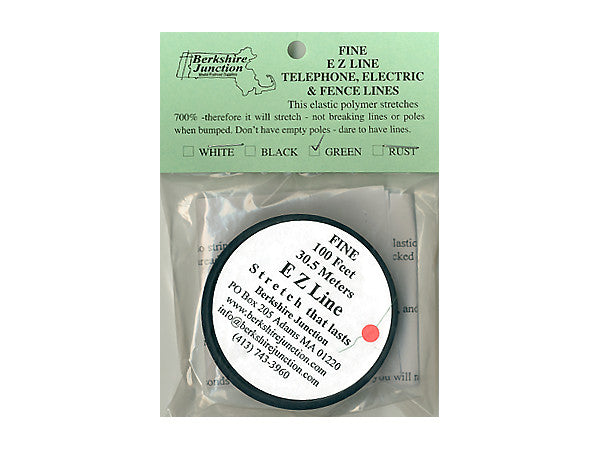 Berkshire
Junction
Model Railroad Supplies
FINE
E Z LINE
TELEPHONE, ELECTRIC
& FENCE LINES
This elastic polymer stretches
700% -therefore it will stretch - not breaking lines or poles
when bumped. Don't have empty poles - dare to have lines.
WHITE BLACK GREEN RUST
FINE
100 Feet
30.5 Meters
E Z Line
Stretch that lasts
Berkshire Junction
PO Box 205 Adams MA 01220
www.berkshirejunction.com
info@berkshirejunction.com
(413) 743-3960